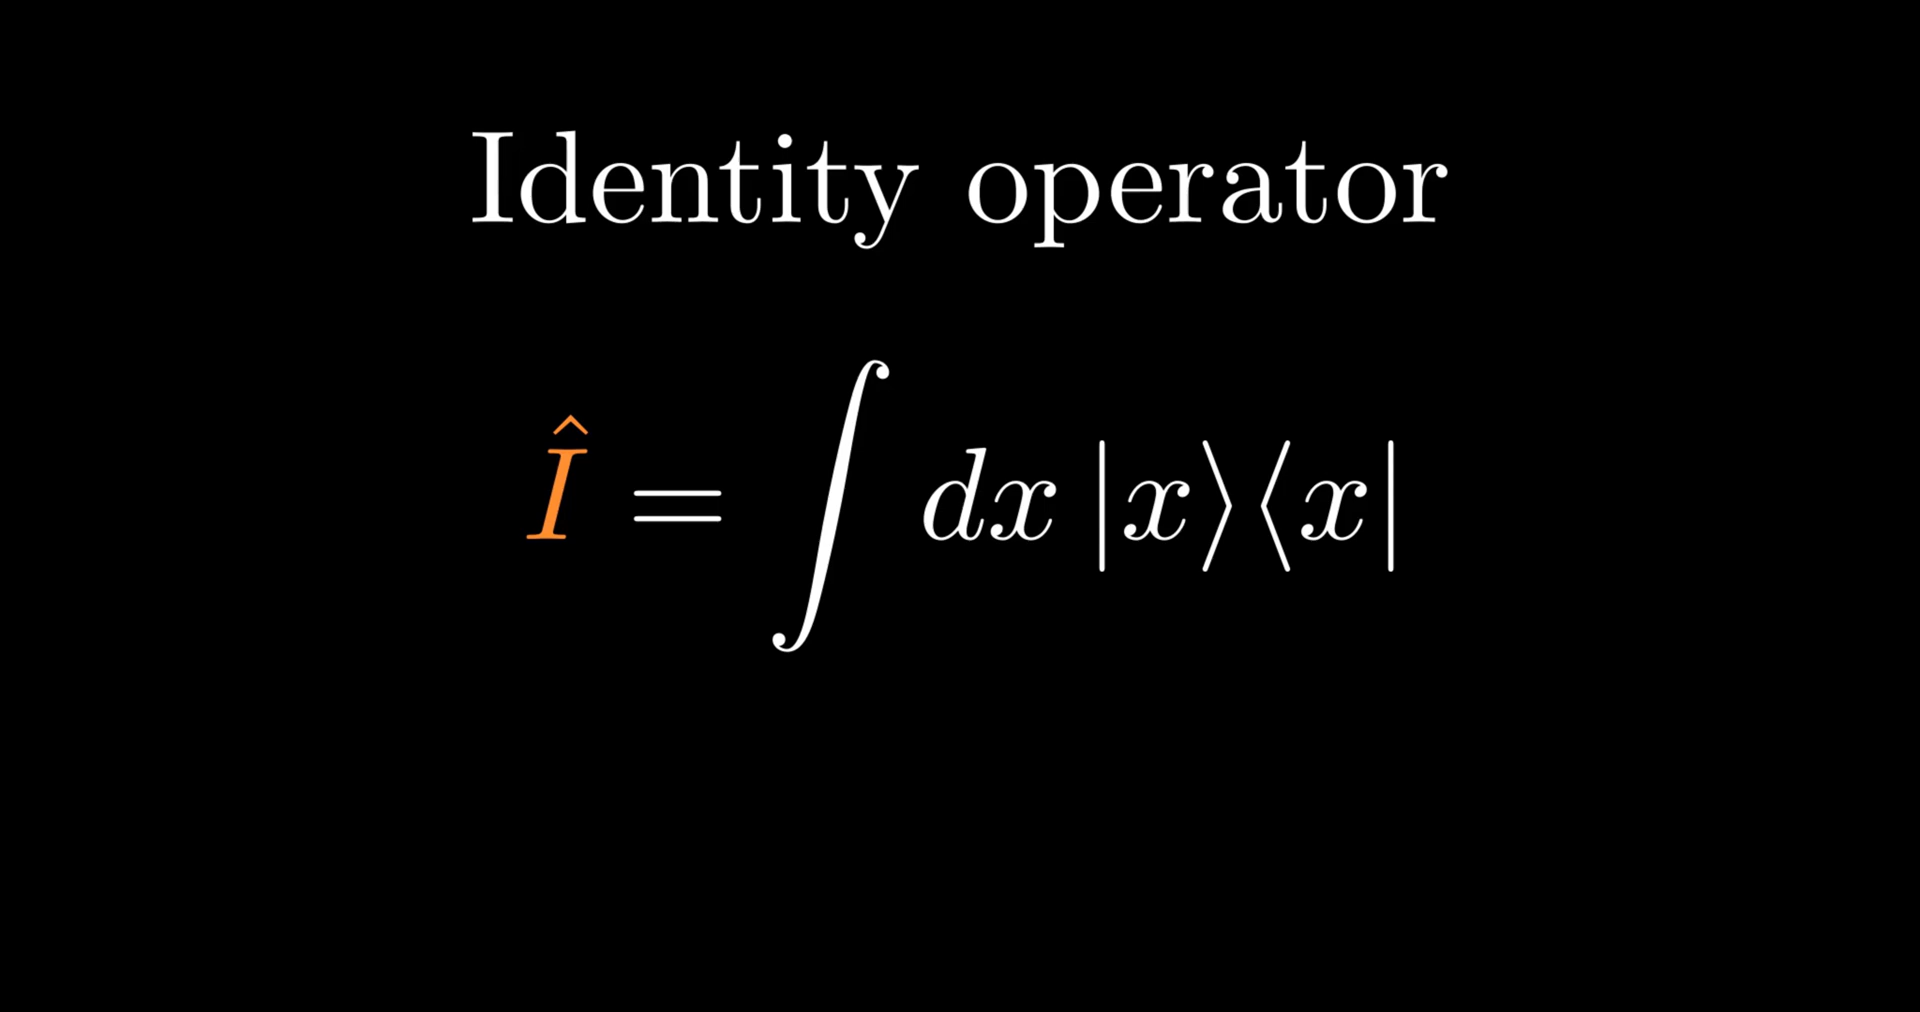 Identity operator
Î = ∫ dx |x⟩⟨x|